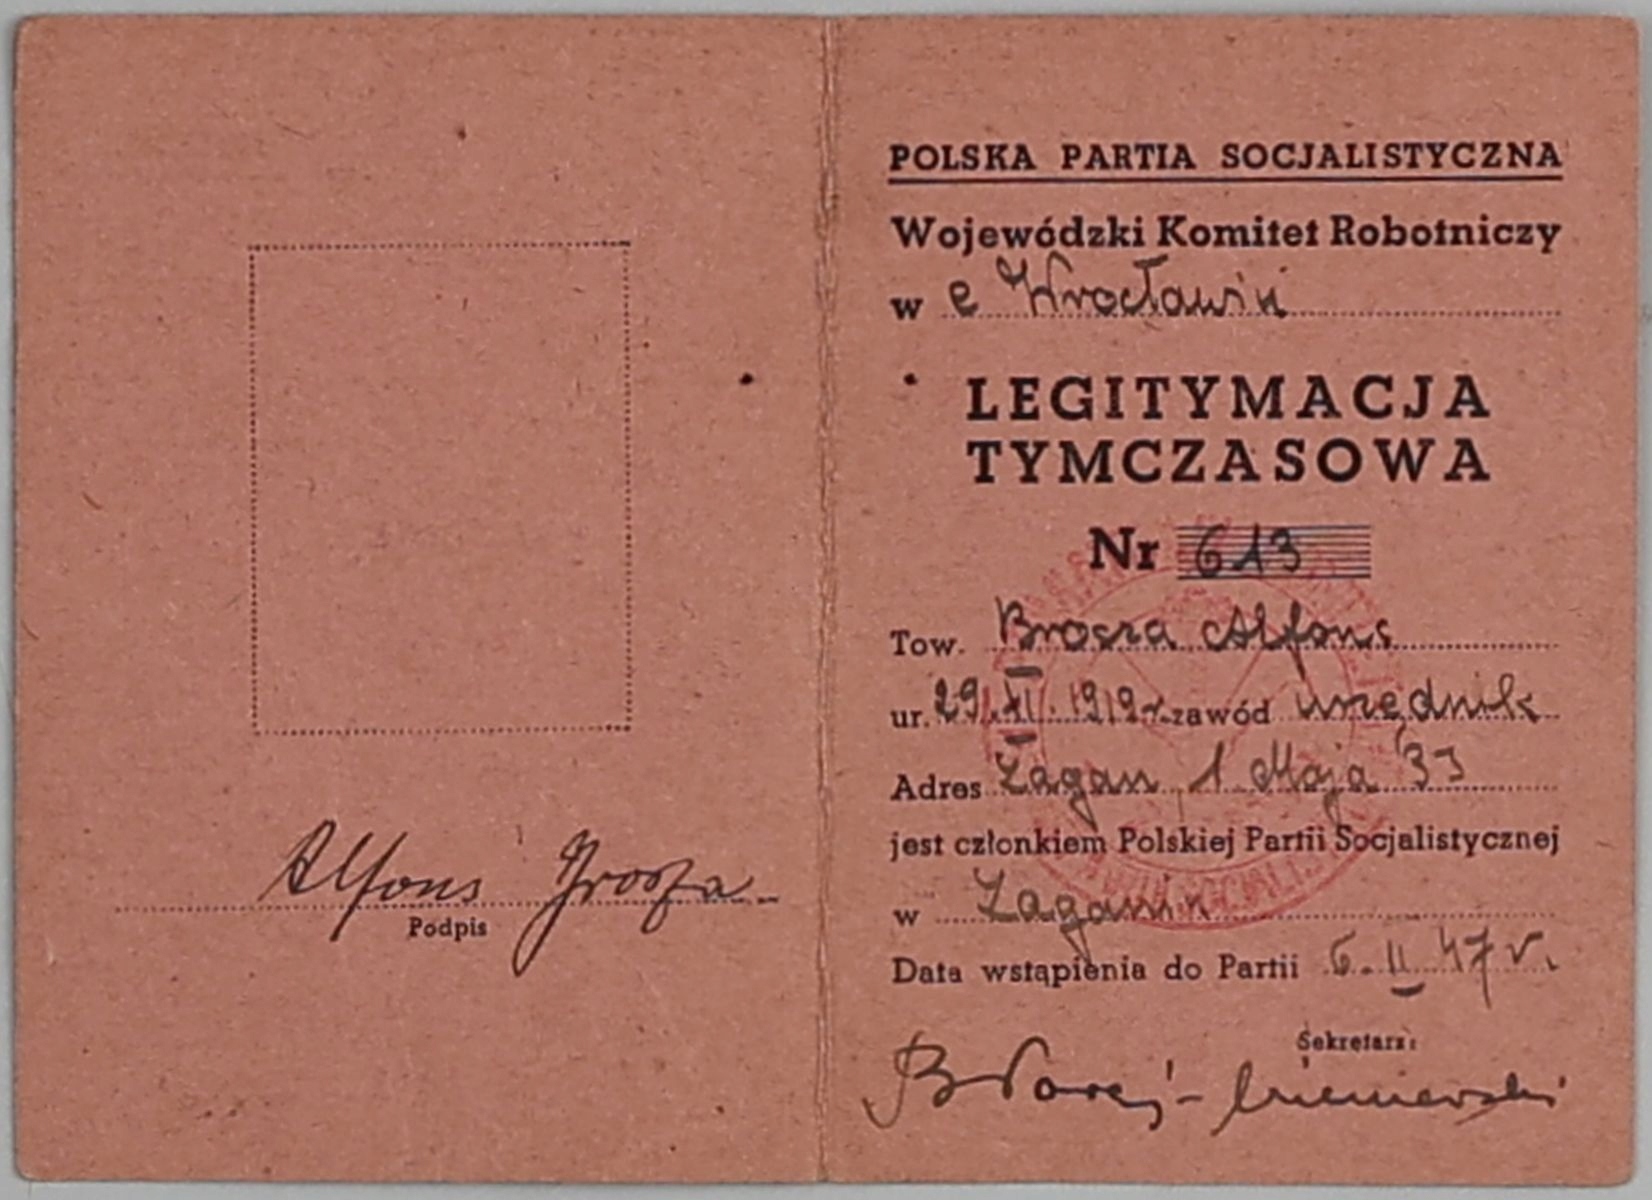 Alfons Brosza
Podpis
POLSKA PARTIA SOCJALISTYCZNA
Wojewódzki Komitet Robotniczy
w e Wrocławiu
LEGITYMACJA
TYMCZASOWA
Nr 613
Tow. Brosza Alfons
ur. 29.XI.1919r. zawód urzędnik
Adres Żagań, 1 Maja 33
jest członkiem Polskiej Partii Socjalistycznej
w Żaganiu
Data wstąpienia do Partii 6.II 47 r.
Sekretarz: